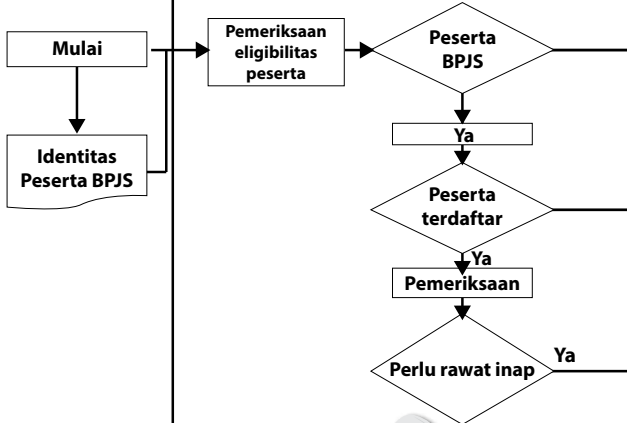 Mulai
Identitas
Peserta BPJS
Pemeriksaan
eligibilitas
peserta
Peserta
BPJS
Ya
Peserta
terdaftar
Ya
Pemeriksaan
Perlu rawat inap
Ya